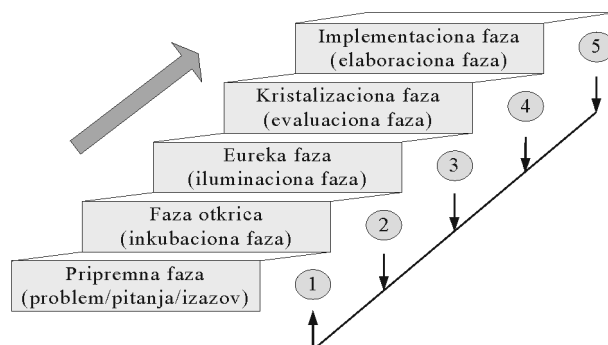 Implementaciona faza
(elaboraciona faza)
5
Kristalizaciona faza
(evaluaciona faza)
4
Eureka faza
(iluminaciona faza)
3
Faza otkrica
(inkubaciona faza)
2
Pripremna faza
(problem/pitanja/izazov)
1